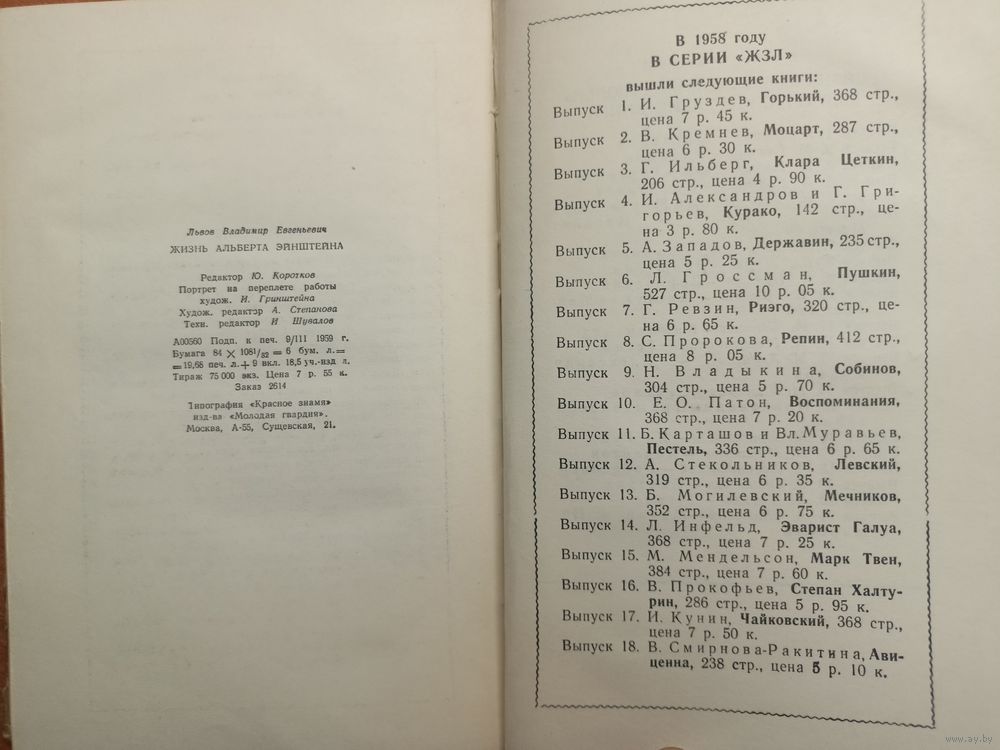 Львов Владимир Евгеньевич
ЖИЗНЬ АЛЬБЕРТА ЭЙНШТЕЙНА
Редактор Ю. Коротков
Портрет на переплете работы
худож. И. Гринштейна
Худож. редактор А. Степанова
Техн. редактор И Шувалов
А00560 Подп. к печ. 9/III 1959 г.
Бумага 84 × 1081/32 = 6 бум. л.=
=19,68 печ. л.+ 9 вкл. 18,5 уч.-изд л.
Тираж 75 000 экз. Цена 7 р. 55 к.
Заказ 2614
Типография «Красное знамя»
изд-ва «Молодая гвардия».
Москва, А-55, Сущевская, 21.
В 1958 году
В СЕРИИ «ЖЗЛ»
вышли следующие книги:
Выпуск 1. И. Груздев, Горький, 368 стр.,
цена 7 р. 45 к.
Выпуск 2. В. Кремнев, Моцарт, 287 стр.,
цена 6 р. 30 к.
Выпуск 3. Г. Ильберг, Клара Цеткин,
206 стр., цена 4 р. 90 к.
Выпуск 4. И. Александров и Г. Гри-
горьев, Курако, 142 стр., це-
на 3 р. 80 к.
Выпуск 5. А. Западов, Державин, 235 стр.,
цена 5 р. 25 к.
Выпуск 6. Л. Гроссман, Пушкин,
527 стр., цена 10 р. 05 к.
Выпуск 7. Г. Ревзин, Риэго, 320 стр., це-
на 6 р. 65 к.
Выпуск 8. С. Пророкова, Репин, 412 стр.,
цена 8 р. 05 к.
Выпуск 9. Н. Владыкина, Собинов,
304 стр., цена 5 р. 70 к.
Выпуск 10. Е. О. Патон, Воспоминания,
368 стр., цена 7 р. 20 к.
Выпуск 11. Б. Карташов и Вл. Муравьев,
Пестель, 336 стр., цена 6 р. 65 к.
Выпуск 12. А. Стекольников, Левский,
319 стр., цена 6 р. 35 к.
Выпуск 13. Б. Могилевский, Мечников,
352 стр., цена 6 р. 75 к.
Выпуск 14. Л. Инфельд, Эварист Галуа,
368 стр., цена 7 р. 25 к.
Выпуск 15. М. Мендельсон, Марк Твен,
384 стр., цена 7 р. 60 к.
Выпуск 16. В. Прокофьев, Степан Халту-
рин, 286 стр., цена 5 р. 95 к.
Выпуск 17. И. Кунин, Чайковский, 368 стр.,
цена 7 р. 50 к.
Выпуск 18. В. Смирнова-Ракитина, Ави-
ценна, 238 стр., цена 5 р. 10 к.
www.ay.by